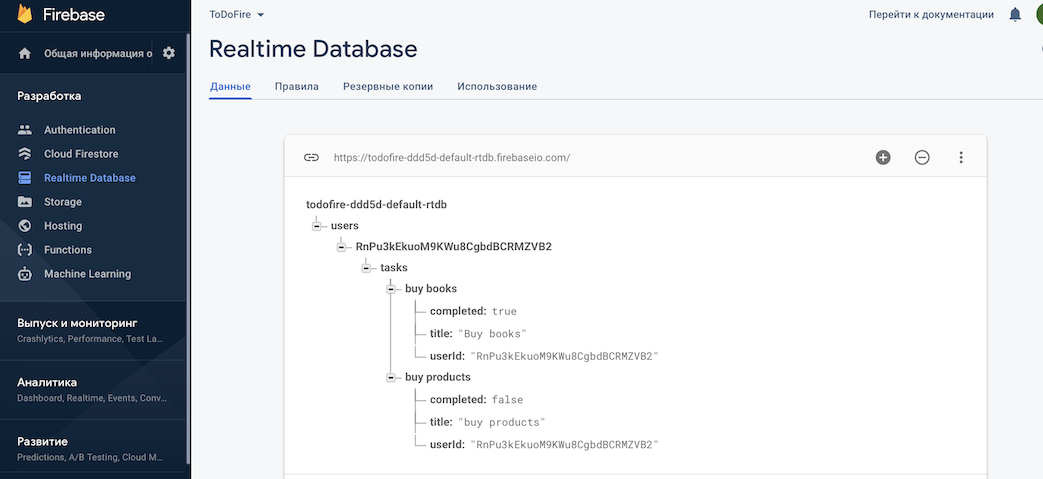 Firebase
ToDoFire
Перейти к документации
Общая информация о
Realtime Database
Данные
Правила
Резервные копии
Использование
Разработка
Authentication
Cloud Firestore
Realtime Database
Storage
Hosting
Functions
Machine Learning
Выпуск и мониторинг
Crashlytics, Performance, Test La...
Аналитика
Dashboard, Realtime, Events, Conv...
Развитие
Predictions, A/B Testing, Cloud M...
https://todofire-ddd5d-default-rtdb.firebaseio.com/
todofire-ddd5d-default-rtdb
users
RnPu3kEkuoM9KWu8CgbdBCRMZVB2
tasks
buy books
completed: true
title: "Buy books"
userId: "RnPu3kEkuoM9KWu8CgbdBCRMZVB2"
buy products
completed: false
title: "buy products"
userId: "RnPu3kEkuoM9KWu8CgbdBCRMZVB2"